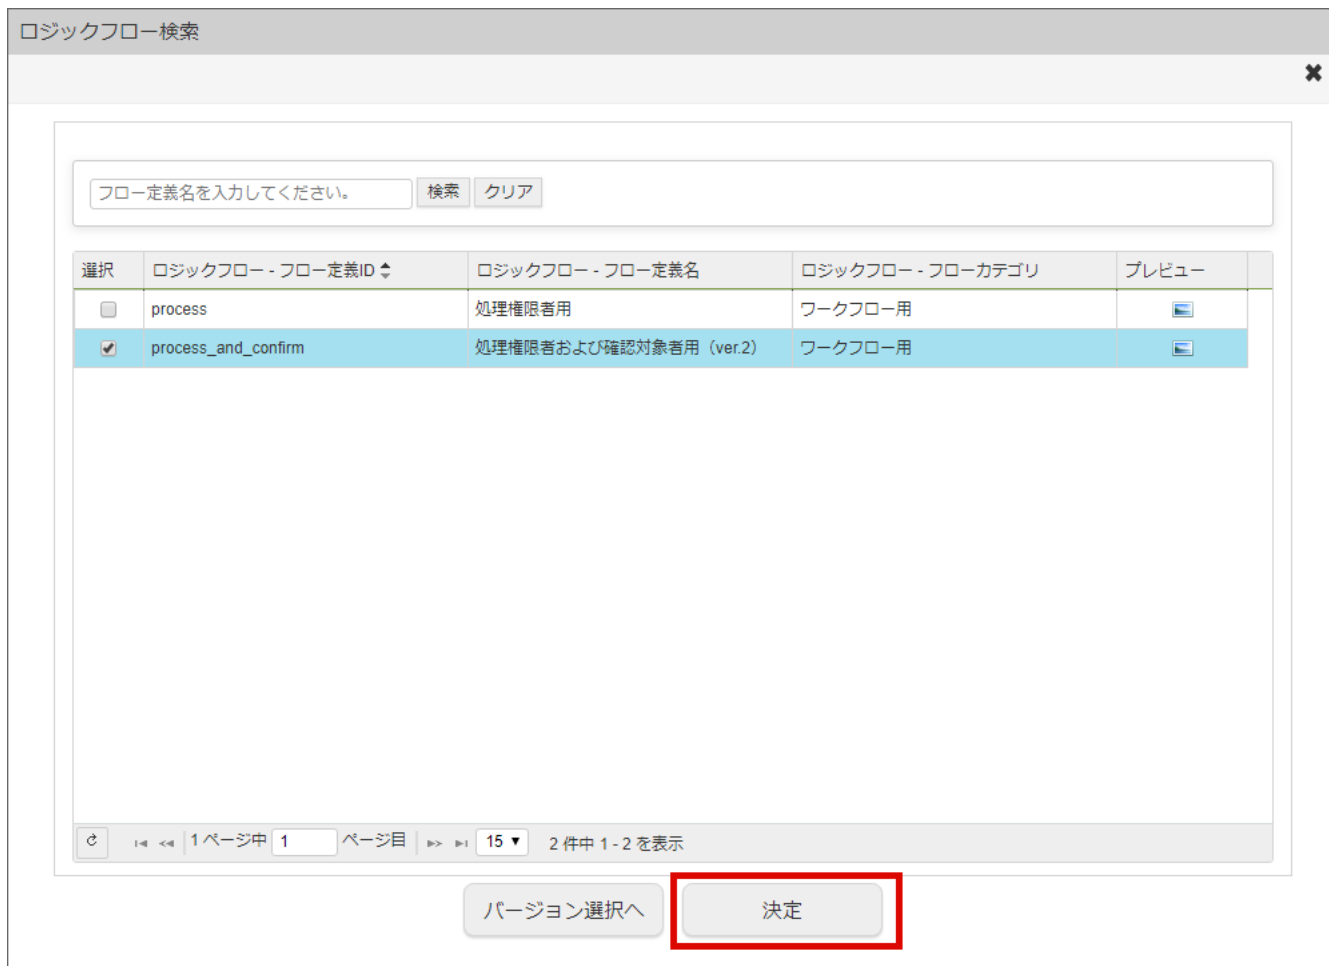 ロジックフロー検索
フロー定義名を入力してください。 検索 クリア
選択 ロジックフロー - フロー定義ID ロジックフロー - フロー定義名 ロジックフロー - フローカテゴリ プレビュー
process 処理権限者用 ワークフロー用
process_and_confirm 処理権限者および確認対象者用（ver.2） ワークフロー用
1 ページ中 1 ページ目 15 2 件中 1 - 2 を表示
バージョン選択へ 決定